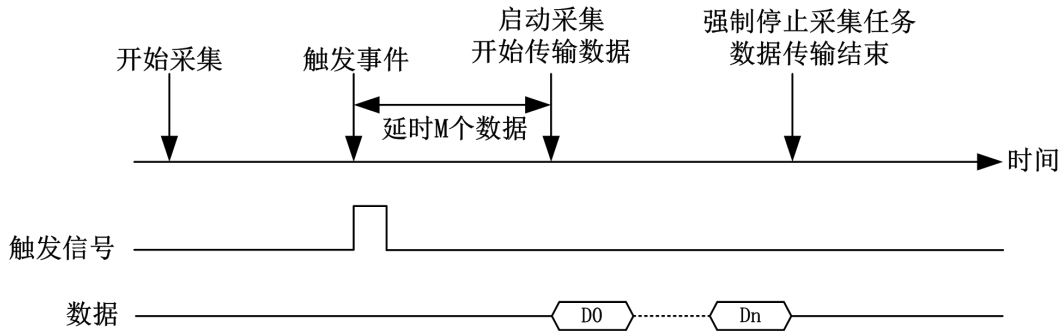 开始采集
触发事件
启动采集
开始传输数据
强制停止采集任务
数据传输结束
延时M个数据
时间
触发信号
数据
D0
Dn